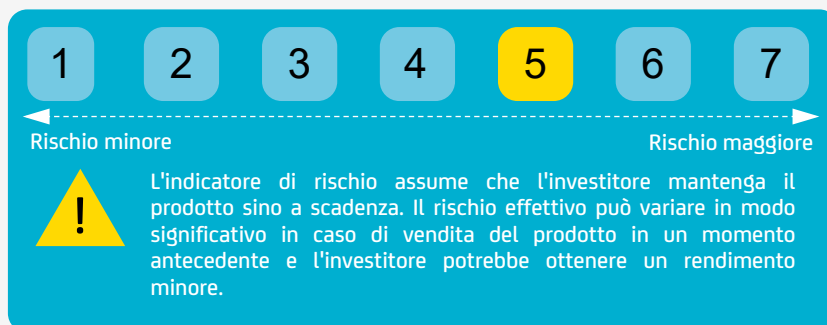 1 2 3 4 5 6 7
Rischio minore Rischio maggiore
!
L'indicatore di rischio assume che l'investitore mantenga il
prodotto sino a scadenza. Il rischio effettivo può variare in modo
significativo in caso di vendita del prodotto in un momento
antecedente e l'investitore potrebbe ottenere un rendimento
minore.